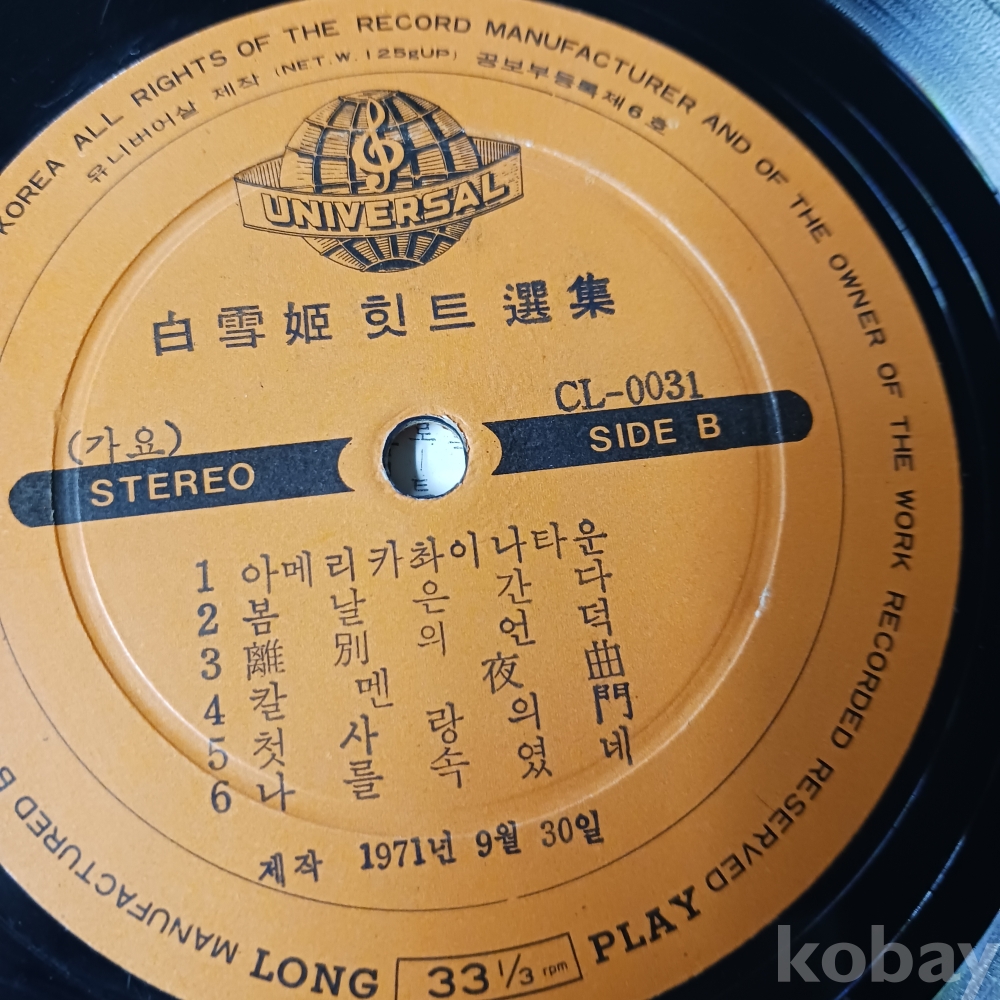 KOREA ALL RIGHTS OF THE RECORD MANUFACTURER AND OF THE OWNER OF THE WORK RECORDED RESERVED
유니버어살 제작 (NET.W.125gUP) 공보부등록제6호
UNIVERSAL
白雪姬 힛트 選集
CL-0031
(가요)
STEREO
SIDE B
1 아메리카촤이나타운
2 봄날은간다
3 離別의언덕
4 칼멘夜曲
5 첫사랑의門
6 나를속였네
제작 1971년 9월 30일
MANUFACTURED B
LONG 33 1/3 rpm PLAY
kobay